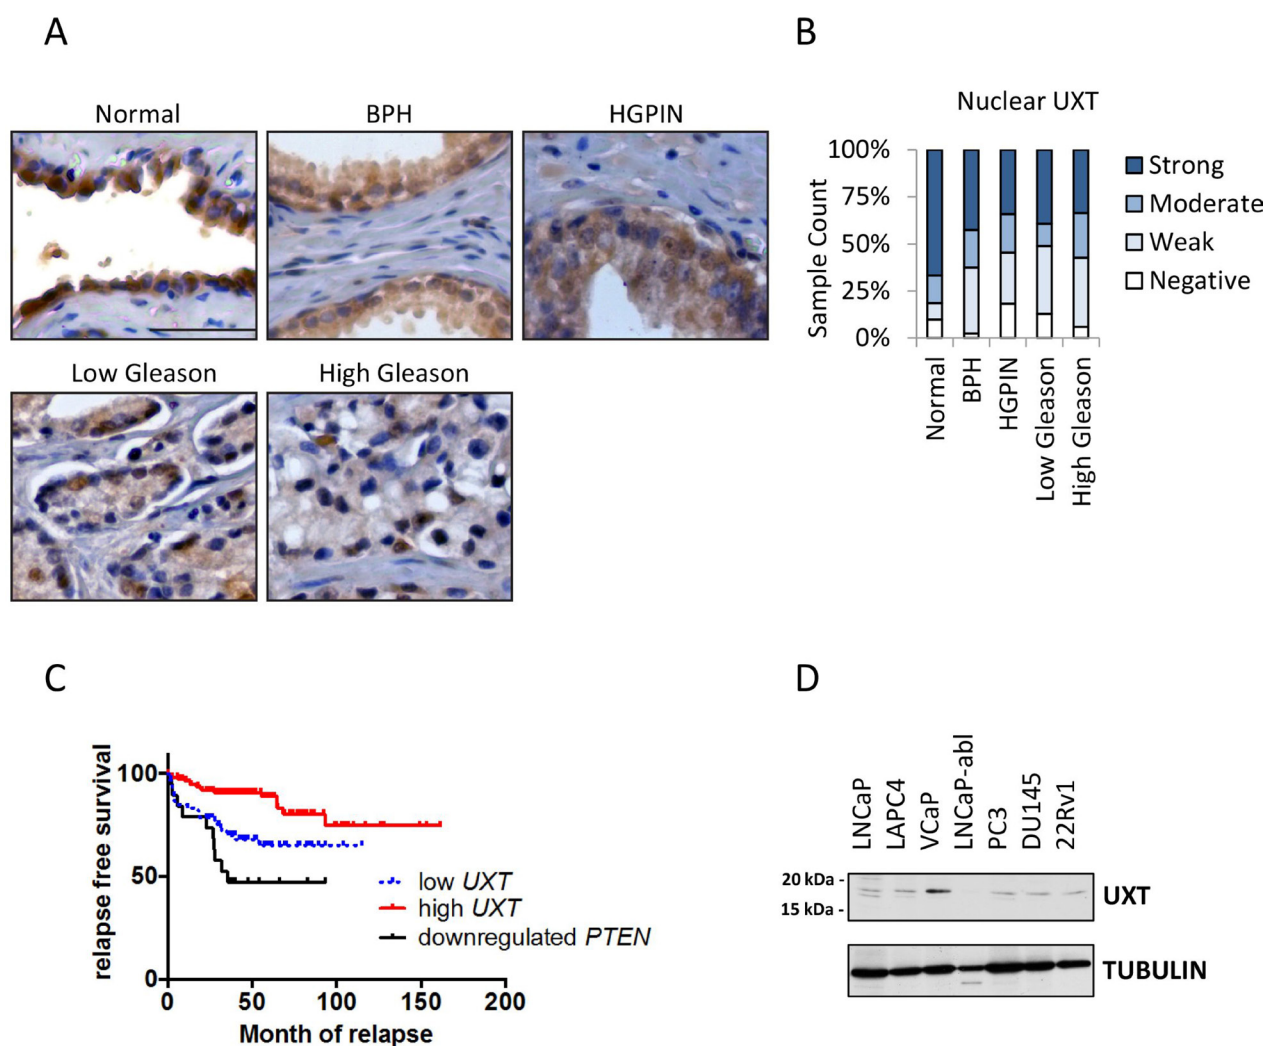 A
B
Normal
BPH
HGPIN
Low Gleason
High Gleason
Nuclear UXT
Sample Count
100%
75%
50%
25%
0%
Normal
BPH
HGPIN
Low Gleason
High Gleason
Strong
Moderate
Weak
Negative
C
relapse free survival
100
50
0
0 50 100 150 200
Month of relapse
low UXT
high UXT
downregulated PTEN
D
LNCaP
LAPC4
VCaP
LNCaP-abl
PC3
DU145
22Rv1
20 kDa -
15 kDa -
UXT
TUBULIN